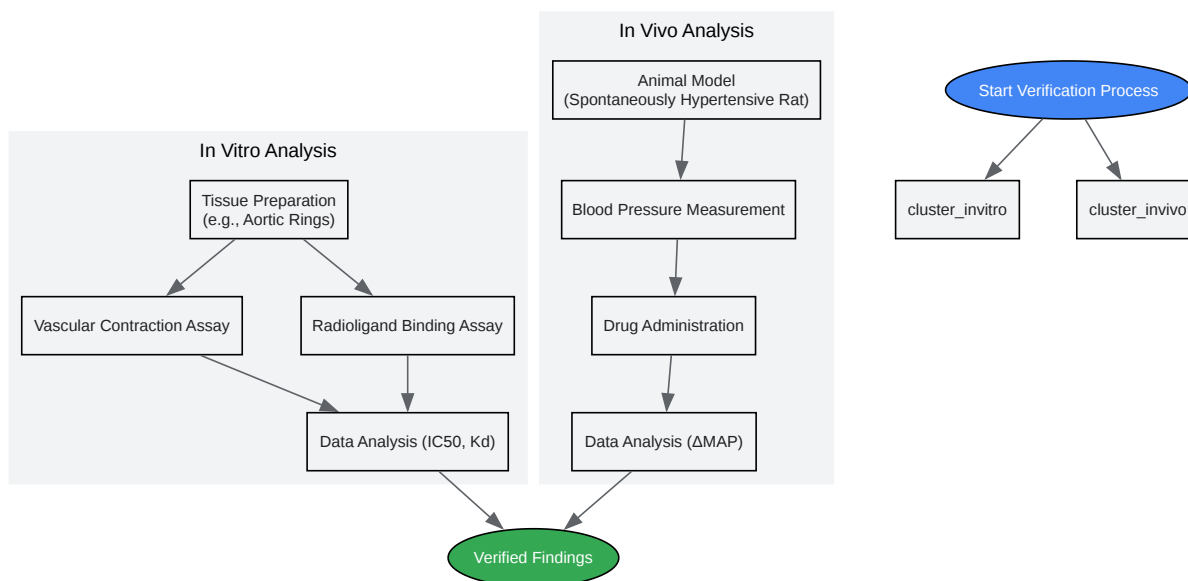 In Vitro Analysis
Tissue Preparation
(e.g., Aortic Rings)
Vascular Contraction Assay
Radioligand Binding Assay
Data Analysis (IC50, Kd)
In Vivo Analysis
Animal Model
(Spontaneously Hypertensive Rat)
Blood Pressure Measurement
Drug Administration
Data Analysis (ΔMAP)
Verified Findings
Start Verification Process
cluster_invitro
cluster_invivo